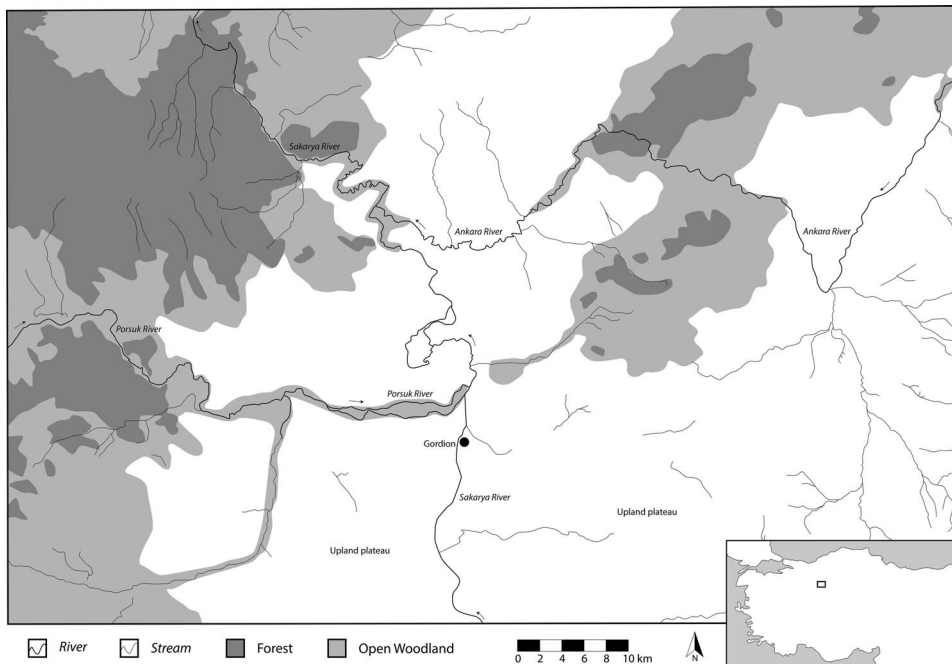 Sakarya River
Ankara River
Ankara River
Porsuk River
Porsuk River
Gordion
Sakarya River
Upland plateau
Upland plateau
River
Stream
Forest
Open Woodland
0 2 4 6 8 10 km
N